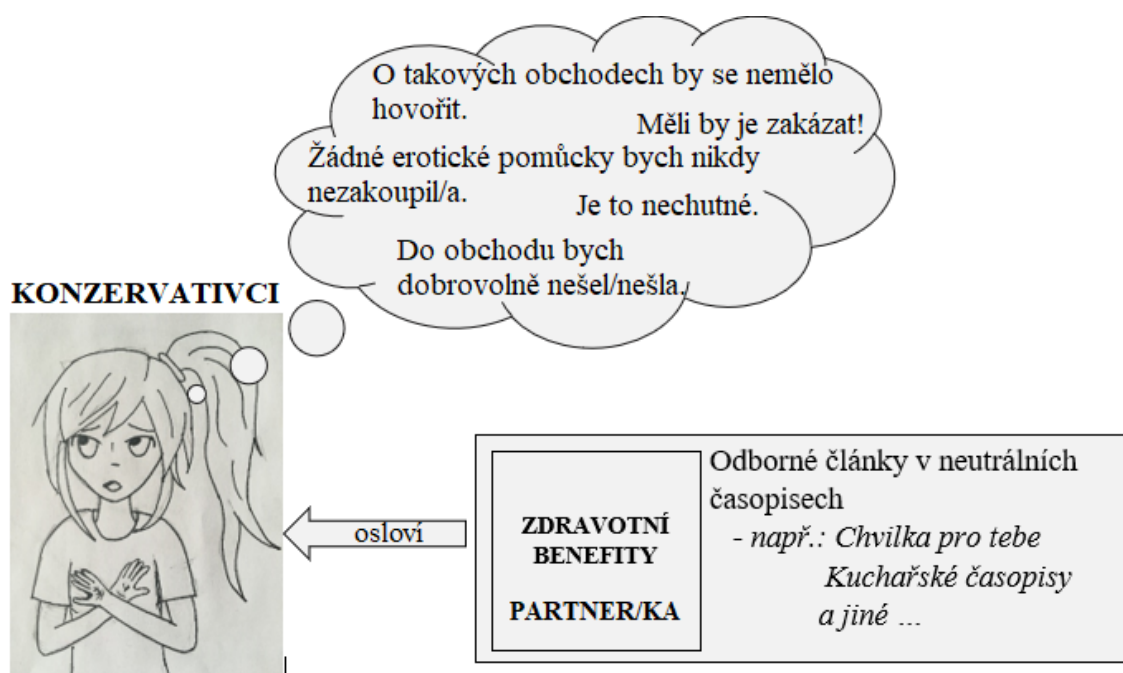 O takových obchodech by se nemělo
hovořit.
Měli by je zakázat!
Žádné erotické pomůcky bych nikdy
nezakoupil/a.
Je to nechutné.
Do obchodu bych
dobrovolně nešel/nešla.
KONZERVATIVCI
osloví
ZDRAVOTNÍ
BENEFITY
PARTNER/KA
Odborné články v neutrálních
časopisech
- např.: Chvilka pro tebe
Kuchařské časopisy
a jiné ...